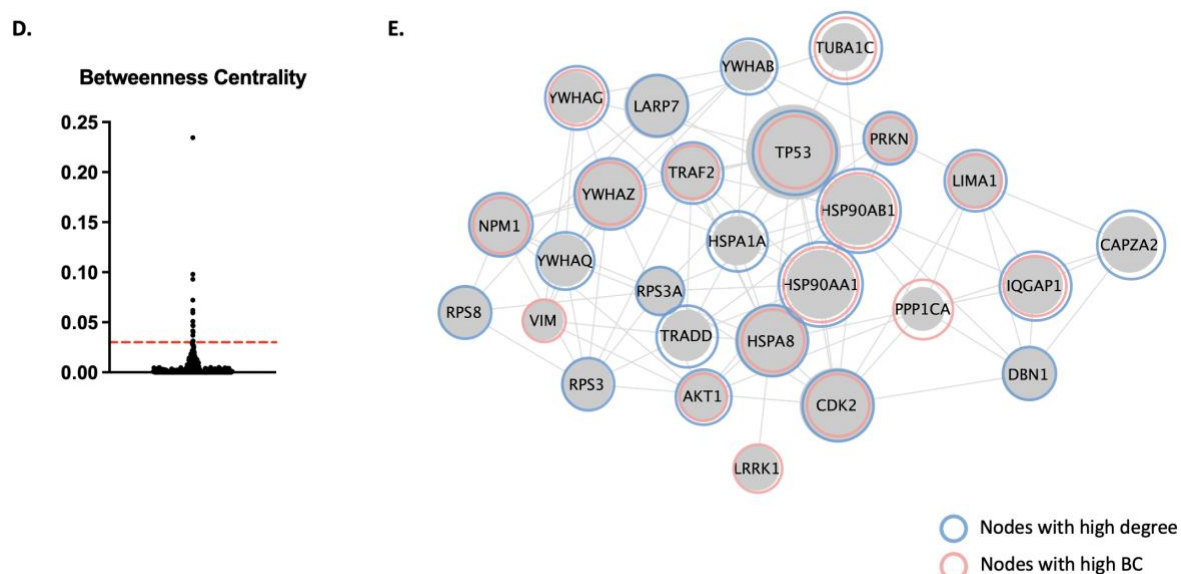 D.
E.
Betweenness Centrality
0.25
0.20
0.15
0.10
0.05
0.00
TUBA1C
YWHAB
YWHAG
LARP7
PRKN
TP53
TRAF2
LIMA1
YWHAZ
HSP90AB1
NPM1
HSPA1A
CAPZA2
YWHAQ
HSP90AA1
IQGAP1
RPS3A
PPP1CA
RPS8
VIM
TRADD
HSPA8
DBN1
RPS3
AKT1
CDK2
LRRK1
Nodes with high degree
Nodes with high BC